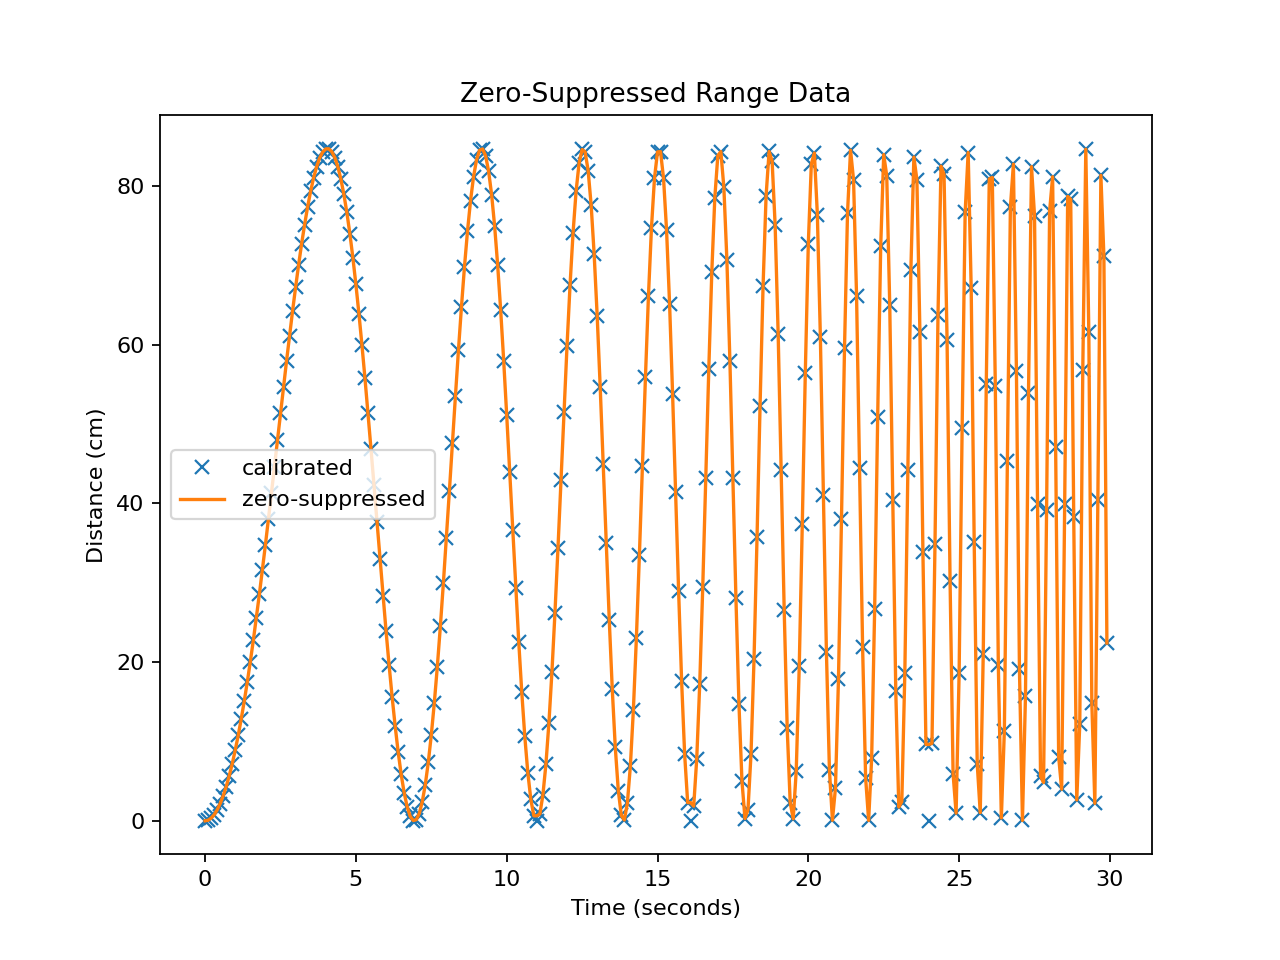 Zero-Suppressed Range Data
80
60
40
20
0
Distance (cm)
calibrated
zero-suppressed
0 5 10 15 20 25 30
Time (seconds)